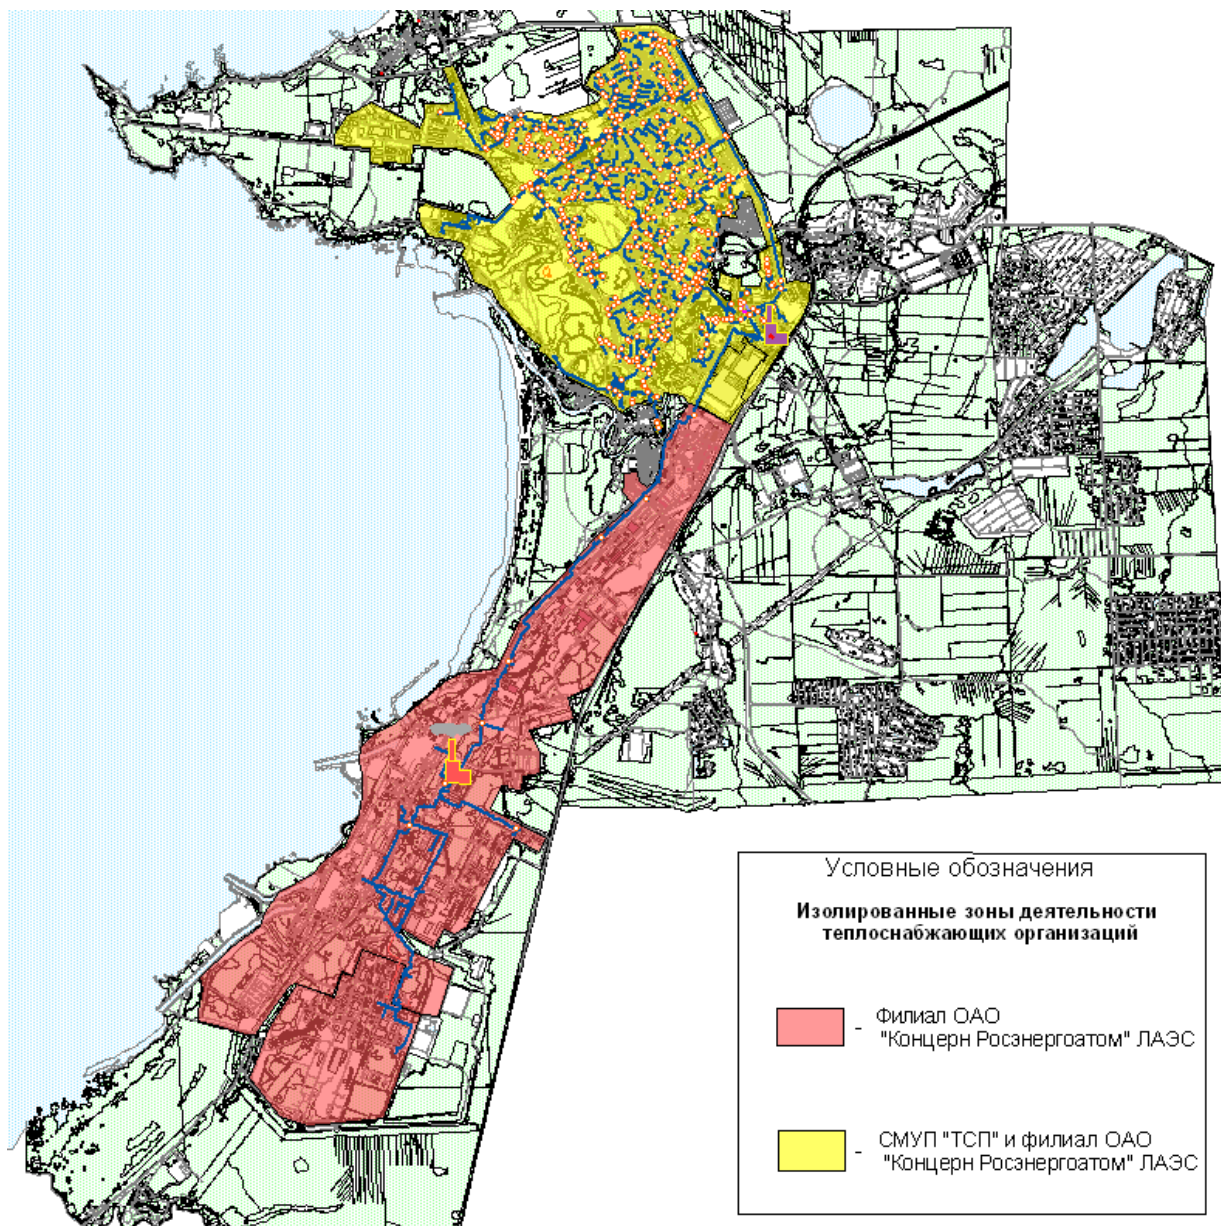 Условные обозначения
Изолированные зоны деятельности
теплоснабжающих организаций
- Филиал ОАО
"Концерн Росэнергоатом" ЛАЭС
- СМУП "ТСП" и филиал ОАО
"Концерн Росэнергоатом" ЛАЭС